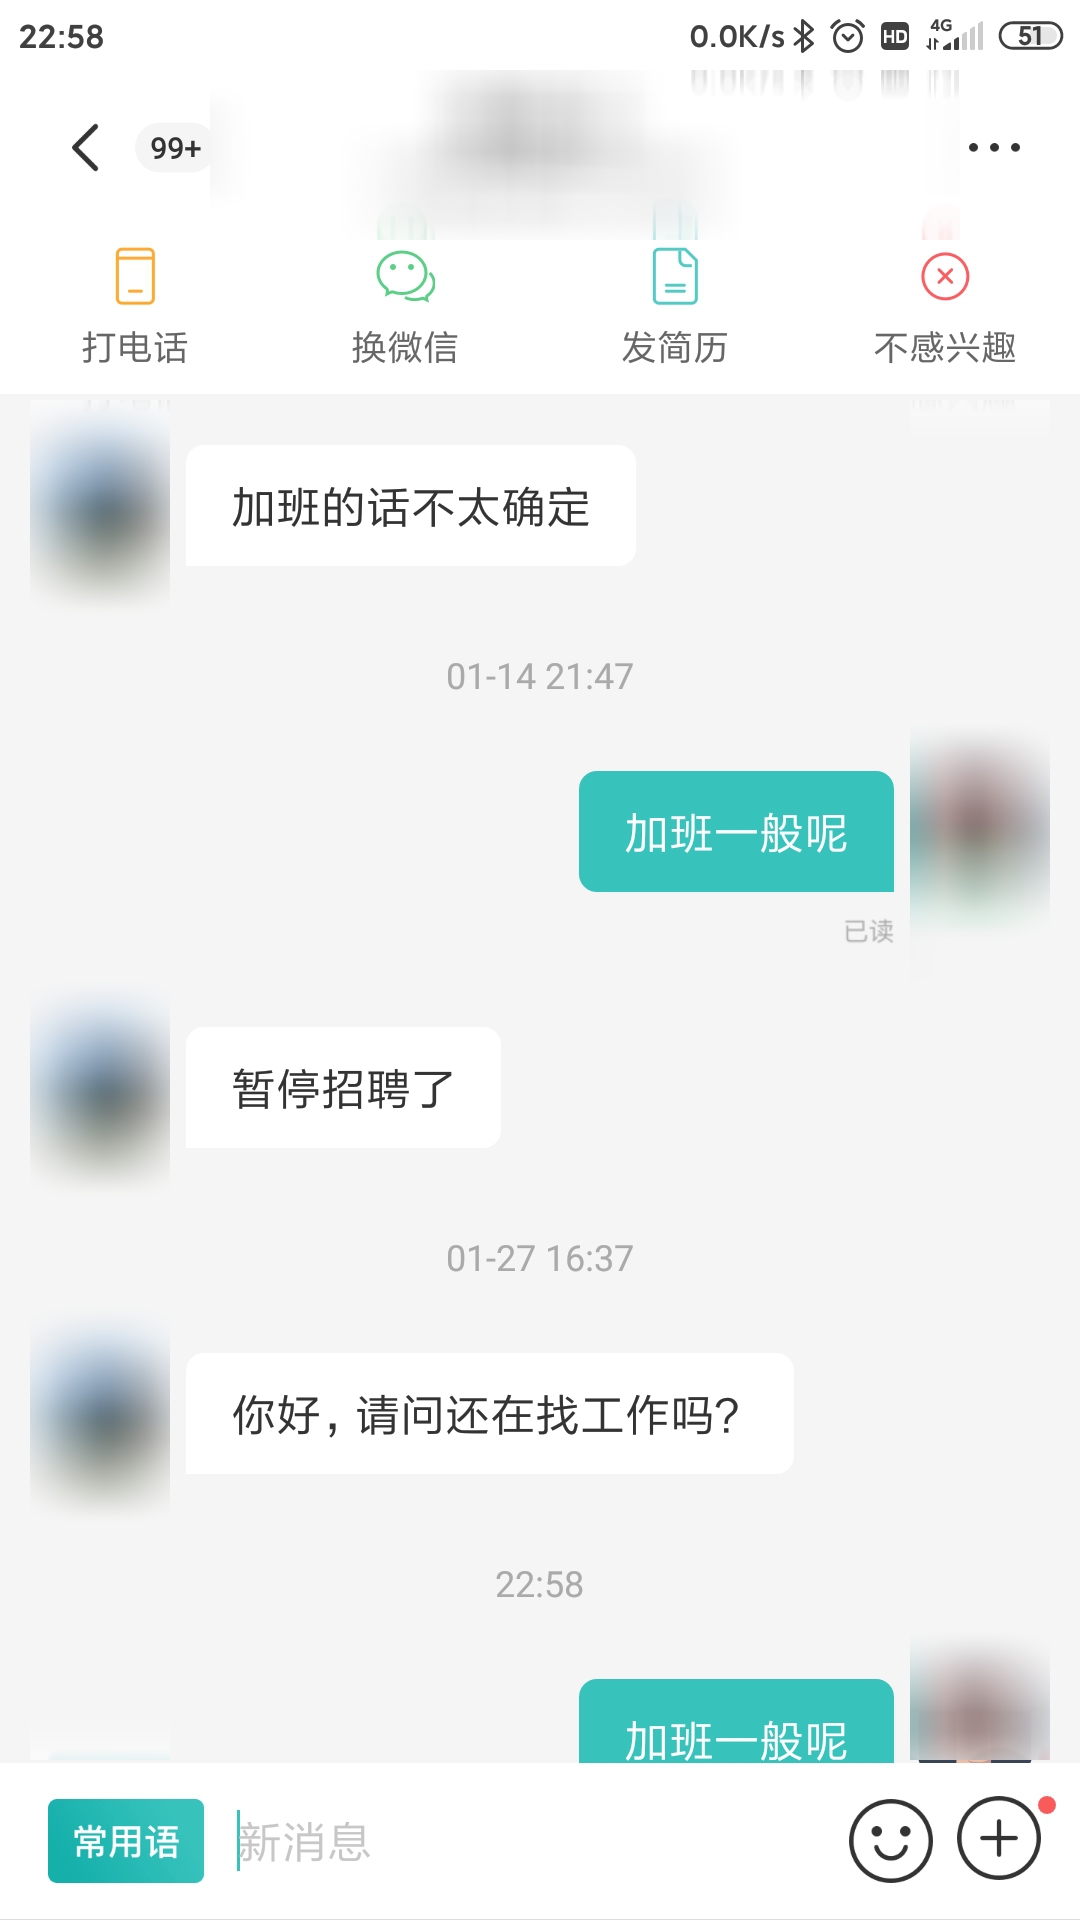 22:58 0.0K/s HD 4G 51
99+
打电话 换微信 发简历 不感兴趣
加班的话不太确定
01-14 21:47
加班一般呢
已读
暂停招聘了
01-27 16:37
你好,请问还在找工作吗?
22:58
加班一般呢
常用语 新消息